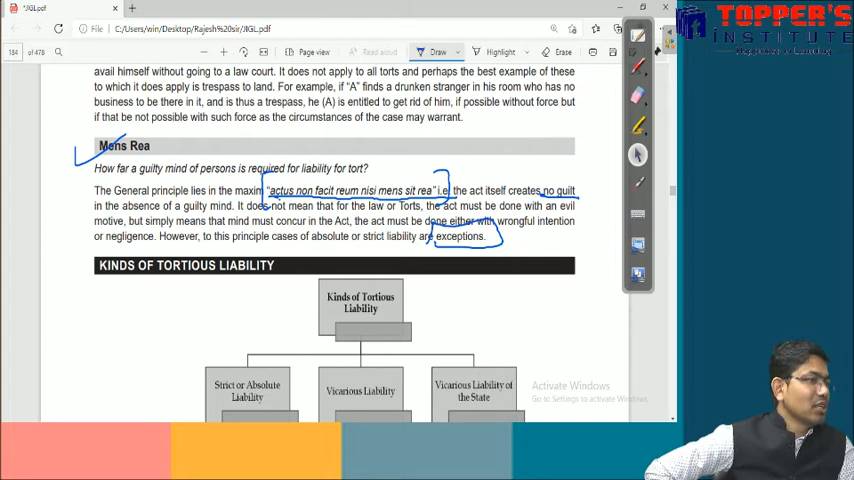 *JIGL.pdf
C:/Users/win/Desktop/Rajesh%20sir/JIGL.pdf
184 of 478
Page view
Read aloud
Draw
Highlight
Erase
TOPPER'S
INSTITUTE
avail himself without going to a law court. It does not apply to all torts and perhaps the best example of these
to which it does apply is trespass to land. For example, if "A" finds a drunken stranger in his room who has no
business to be there in it, and is thus a trespass, he (A) is entitled to get rid of him, if possible without force but
if that be not possible with such force as the circumstances of the case may warrant.
Mens Rea
How far a guilty mind of persons is required for liability for tort?
The General principle lies in the maxim "actus non facit reum nisi mens sit rea" i.e. the act itself creates no guilt
in the absence of a guilty mind. It does not mean that for the law or Torts, the act must be done with an evil
motive, but simply means that mind must concur in the Act, the act must be done either with wrongful intention
or negligence. However, to this principle cases of absolute or strict liability are exceptions.
KINDS OF TORTIOUS LIABILITY
Kinds of Tortious
Liability
Strict or Absolute
Liability
Vicarious Liability
Vicarious Liability of
the State
Activate Windows
Go to Settings to activate Windows.